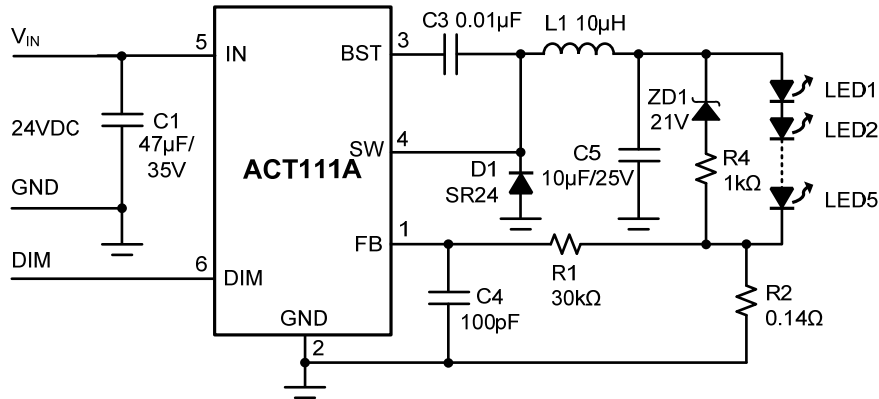 C3 0.01µF
L1 10µH
V_IN
5
IN
BST
3
24VDC
C1
47µF/
35V
ACT111A
SW
4
D1
SR24
C5
10µF/25V
ZD1
21V
R4
1kΩ
LED1
LED2
LED5
GND
DIM
6
DIM
FB
1
GND
2
C4
100pF
R1
30kΩ
R2
0.14Ω